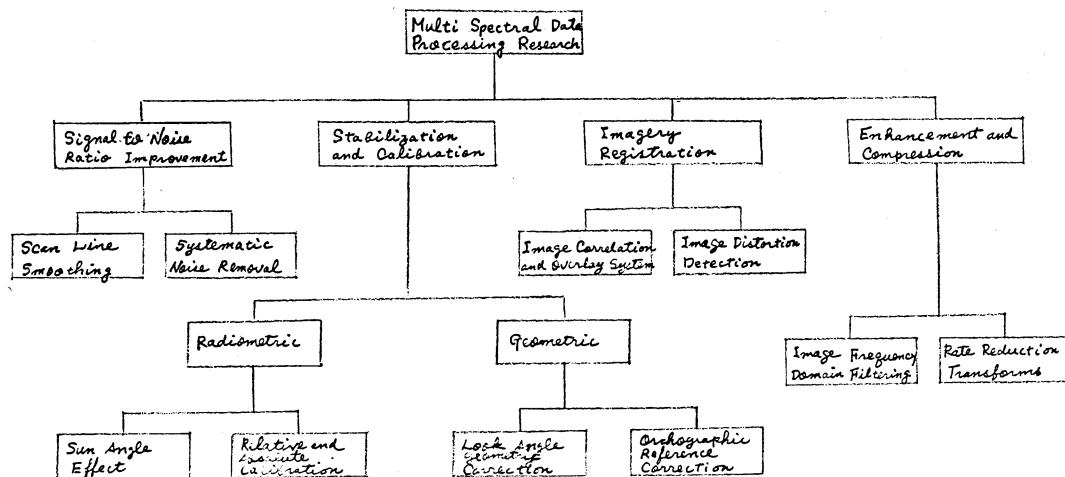 Multi Spectral Data
Processing Research
Signal to Noise
Ratio Improvement
Stabilization
and Calibration
Imagery
Registration
Enhancement and
Compression
Scan Line
Smoothing
Systematic
Noise Removal
Image Correlation
and Overlay System
Image Distortion
Detection
Radiometric
Geometric
Image Frequency
Domain Filtering
Rate Reduction
Transforms
Sun Angle
Effect
Relative and
Calibration
Look Angle
Geometric
Correction
Reference
Correction